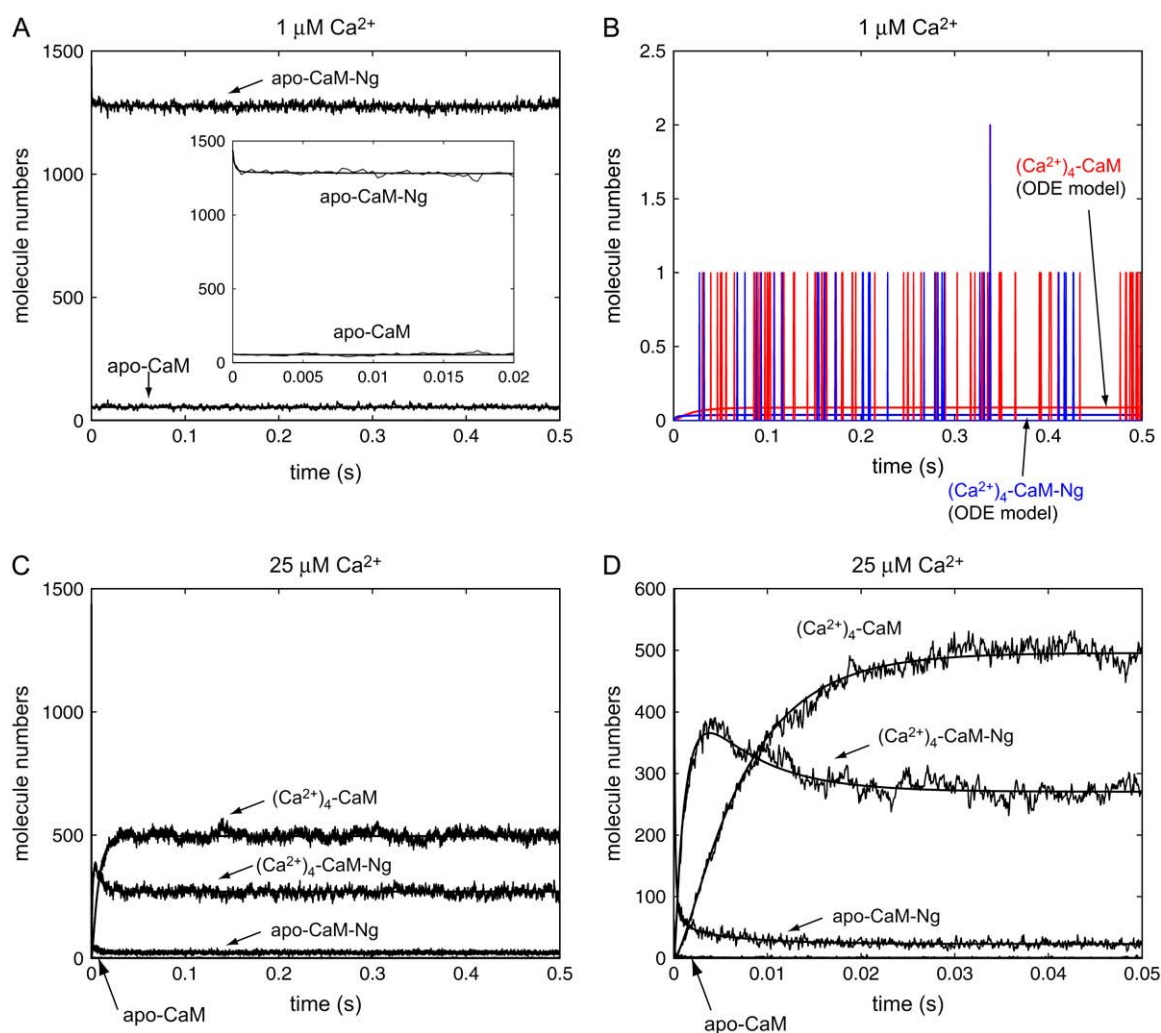 A
1 μM Ca²⁺
1500
1000
500
0
molecule numbers
apo-CaM-Ng
apo-CaM
1500
1000
500
0
apo-CaM-Ng
apo-CaM
0 0.005 0.01 0.015 0.02
0 0.1 0.2 0.3 0.4 0.5
time (s)
B
1 μM Ca²⁺
2.5
2
1.5
1
0.5
0
molecule numbers
(Ca²⁺)₄-CaM
(ODE model)
0 0.1 0.2 0.3 0.4 0.5
time (s)
(Ca²⁺)₄-CaM-Ng
(ODE model)
C
25 μM Ca²⁺
1500
1000
500
0
molecule numbers
(Ca²⁺)₄-CaM
(Ca²⁺)₄-CaM-Ng
apo-CaM-Ng
0 0.1 0.2 0.3 0.4 0.5
apo-CaM
time (s)
D
25 μM Ca²⁺
600
500
400
300
200
100
0
molecule numbers
(Ca²⁺)₄-CaM
(Ca²⁺)₄-CaM-Ng
apo-CaM-Ng
0 0.01 0.02 0.03 0.04 0.05
time (s)
apo-CaM